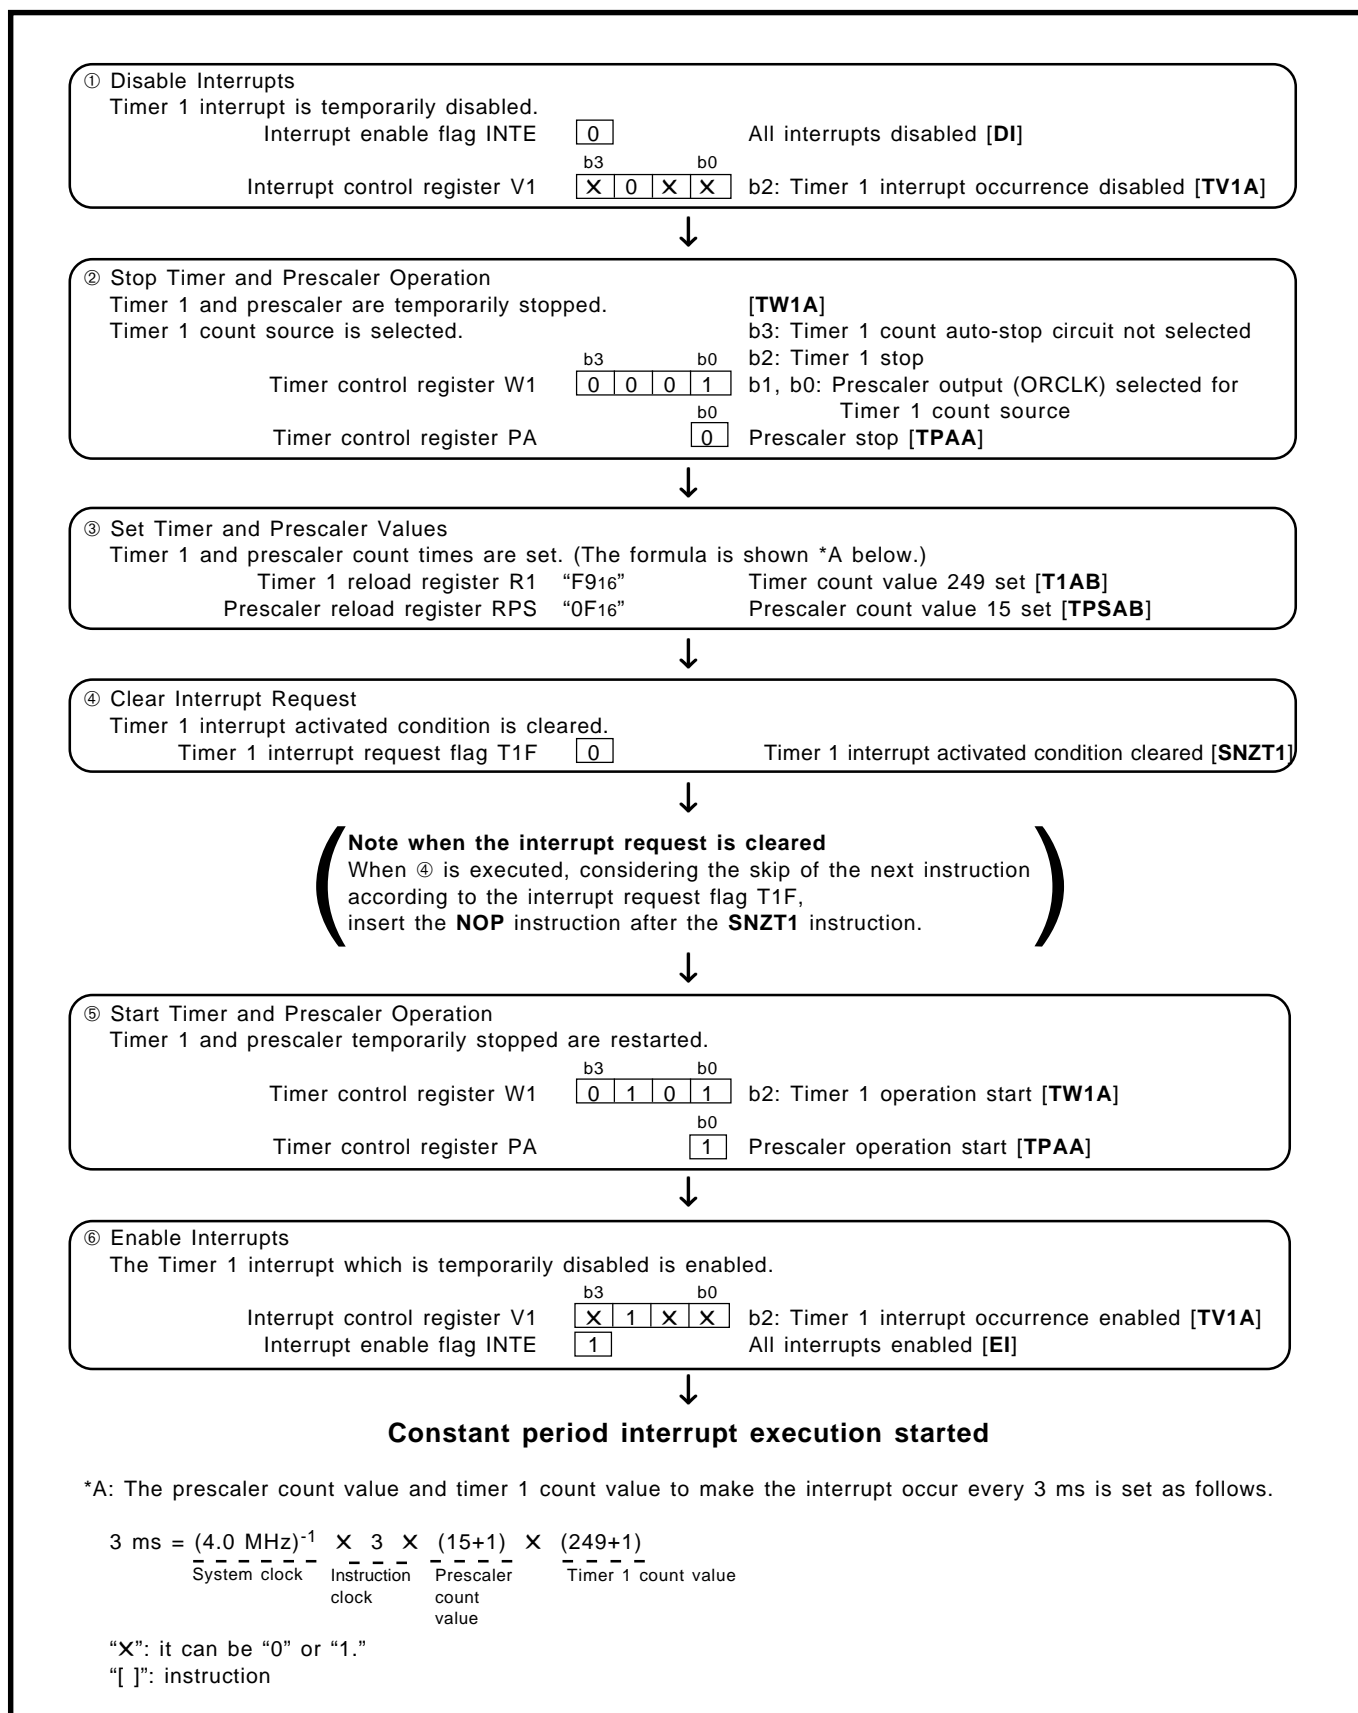 ① Disable Interrupts
Timer 1 interrupt is temporarily disabled.
Interrupt enable flag INTE 0 All interrupts disabled [DI]
b3 b0
Interrupt control register V1 X 0 X X b2: Timer 1 interrupt occurrence disabled [TV1A]
↓
② Stop Timer and Prescaler Operation
Timer 1 and prescaler are temporarily stopped. [TW1A]
Timer 1 count source is selected. b3: Timer 1 count auto-stop circuit not selected
b3 b0 b2: Timer 1 stop
Timer control register W1 0 0 0 1 b1, b0: Prescaler output (ORCLK) selected for
b0 Timer 1 count source
Timer control register PA 0 Prescaler stop [TPAA]
↓
③ Set Timer and Prescaler Values
Timer 1 and prescaler count times are set. (The formula is shown *A below.)
Timer 1 reload register R1 “F916” Timer count value 249 set [T1AB]
Prescaler reload register RPS “0F16” Prescaler count value 15 set [TPSAB]
↓
④ Clear Interrupt Request
Timer 1 interrupt activated condition is cleared.
Timer 1 interrupt request flag T1F 0 Timer 1 interrupt activated condition cleared [SNZT1]
↓
Note when the interrupt request is cleared
When ④ is executed, considering the skip of the next instruction
according to the interrupt request flag T1F,
insert the NOP instruction after the SNZT1 instruction.
↓
⑤ Start Timer and Prescaler Operation
Timer 1 and prescaler temporarily stopped are restarted.
b3 b0
Timer control register W1 0 1 0 1 b2: Timer 1 operation start [TW1A]
b0
Timer control register PA 1 Prescaler operation start [TPAA]
↓
⑥ Enable Interrupts
The Timer 1 interrupt which is temporarily disabled is enabled.
b3 b0
Interrupt control register V1 X 1 X X b2: Timer 1 interrupt occurrence enabled [TV1A]
Interrupt enable flag INTE 1 All interrupts enabled [EI]
↓
Constant period interrupt execution started
*A: The prescaler count value and timer 1 count value to make the interrupt occur every 3 ms is set as follows.
3 ms = (4.0 MHz)-1 X 3 X (15+1) X (249+1)
System clock Instruction Prescaler Timer 1 count value
clock count
value
“X”: it can be “0” or “1.”
“[ ]”: instruction